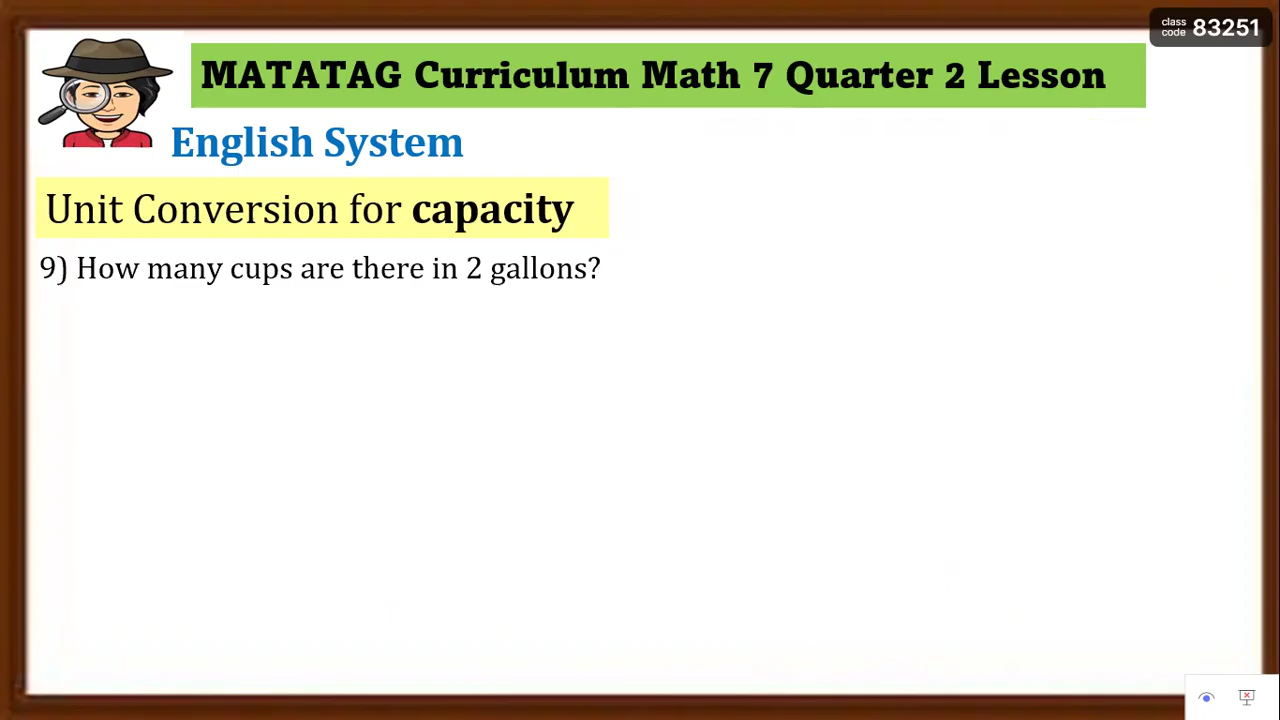 class
code 83251
MATATAG Curriculum Math 7 Quarter 2 Lesson
English System
Unit Conversion for capacity
9) How many cups are there in 2 gallons?